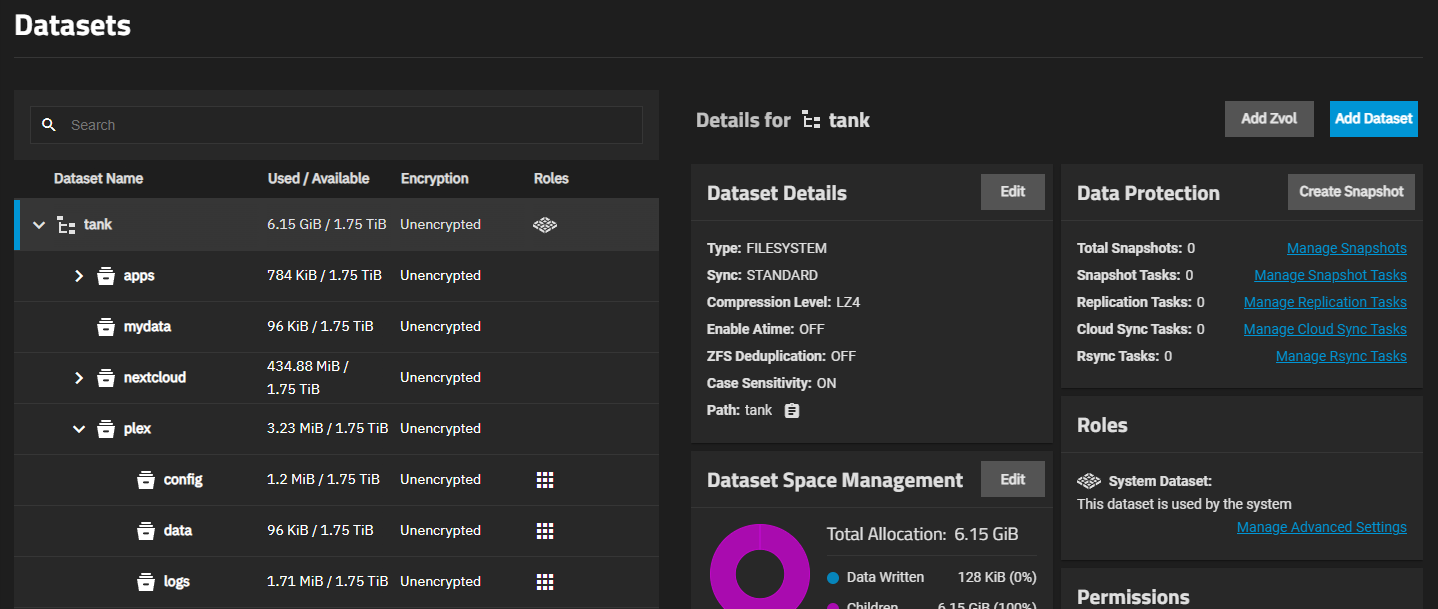 Datasets
Search
Dataset Name Used / Available Encryption Roles
tank 6.15 GiB / 1.75 TiB Unencrypted
apps 784 KiB / 1.75 TiB Unencrypted
mydata 96 KiB / 1.75 TiB Unencrypted
nextcloud 434.88 MiB / 1.75 TiB Unencrypted
plex 3.23 MiB / 1.75 TiB Unencrypted
config 1.2 MiB / 1.75 TiB Unencrypted
data 96 KiB / 1.75 TiB Unencrypted
logs 1.71 MiB / 1.75 TiB Unencrypted
Details for tank
Add Zvol
Add Dataset
Dataset Details
Edit
Type: FILESYSTEM
Sync: STANDARD
Compression Level: LZ4
Enable Atime: OFF
ZFS Deduplication: OFF
Case Sensitivity: ON
Path: tank
Dataset Space Management
Edit
Total Allocation: 6.15 GiB
Data Written 128 KiB (0%)
Children 6.15 GiB (100%)
Data Protection
Create Snapshot
Total Snapshots: 0 Manage Snapshots
Snapshot Tasks: 0 Manage Snapshot Tasks
Replication Tasks: 0 Manage Replication Tasks
Cloud Sync Tasks: 0 Manage Cloud Sync Tasks
Rsync Tasks: 0 Manage Rsync Tasks
Roles
System Dataset:
This dataset is used by the system
Manage Advanced Settings
Permissions